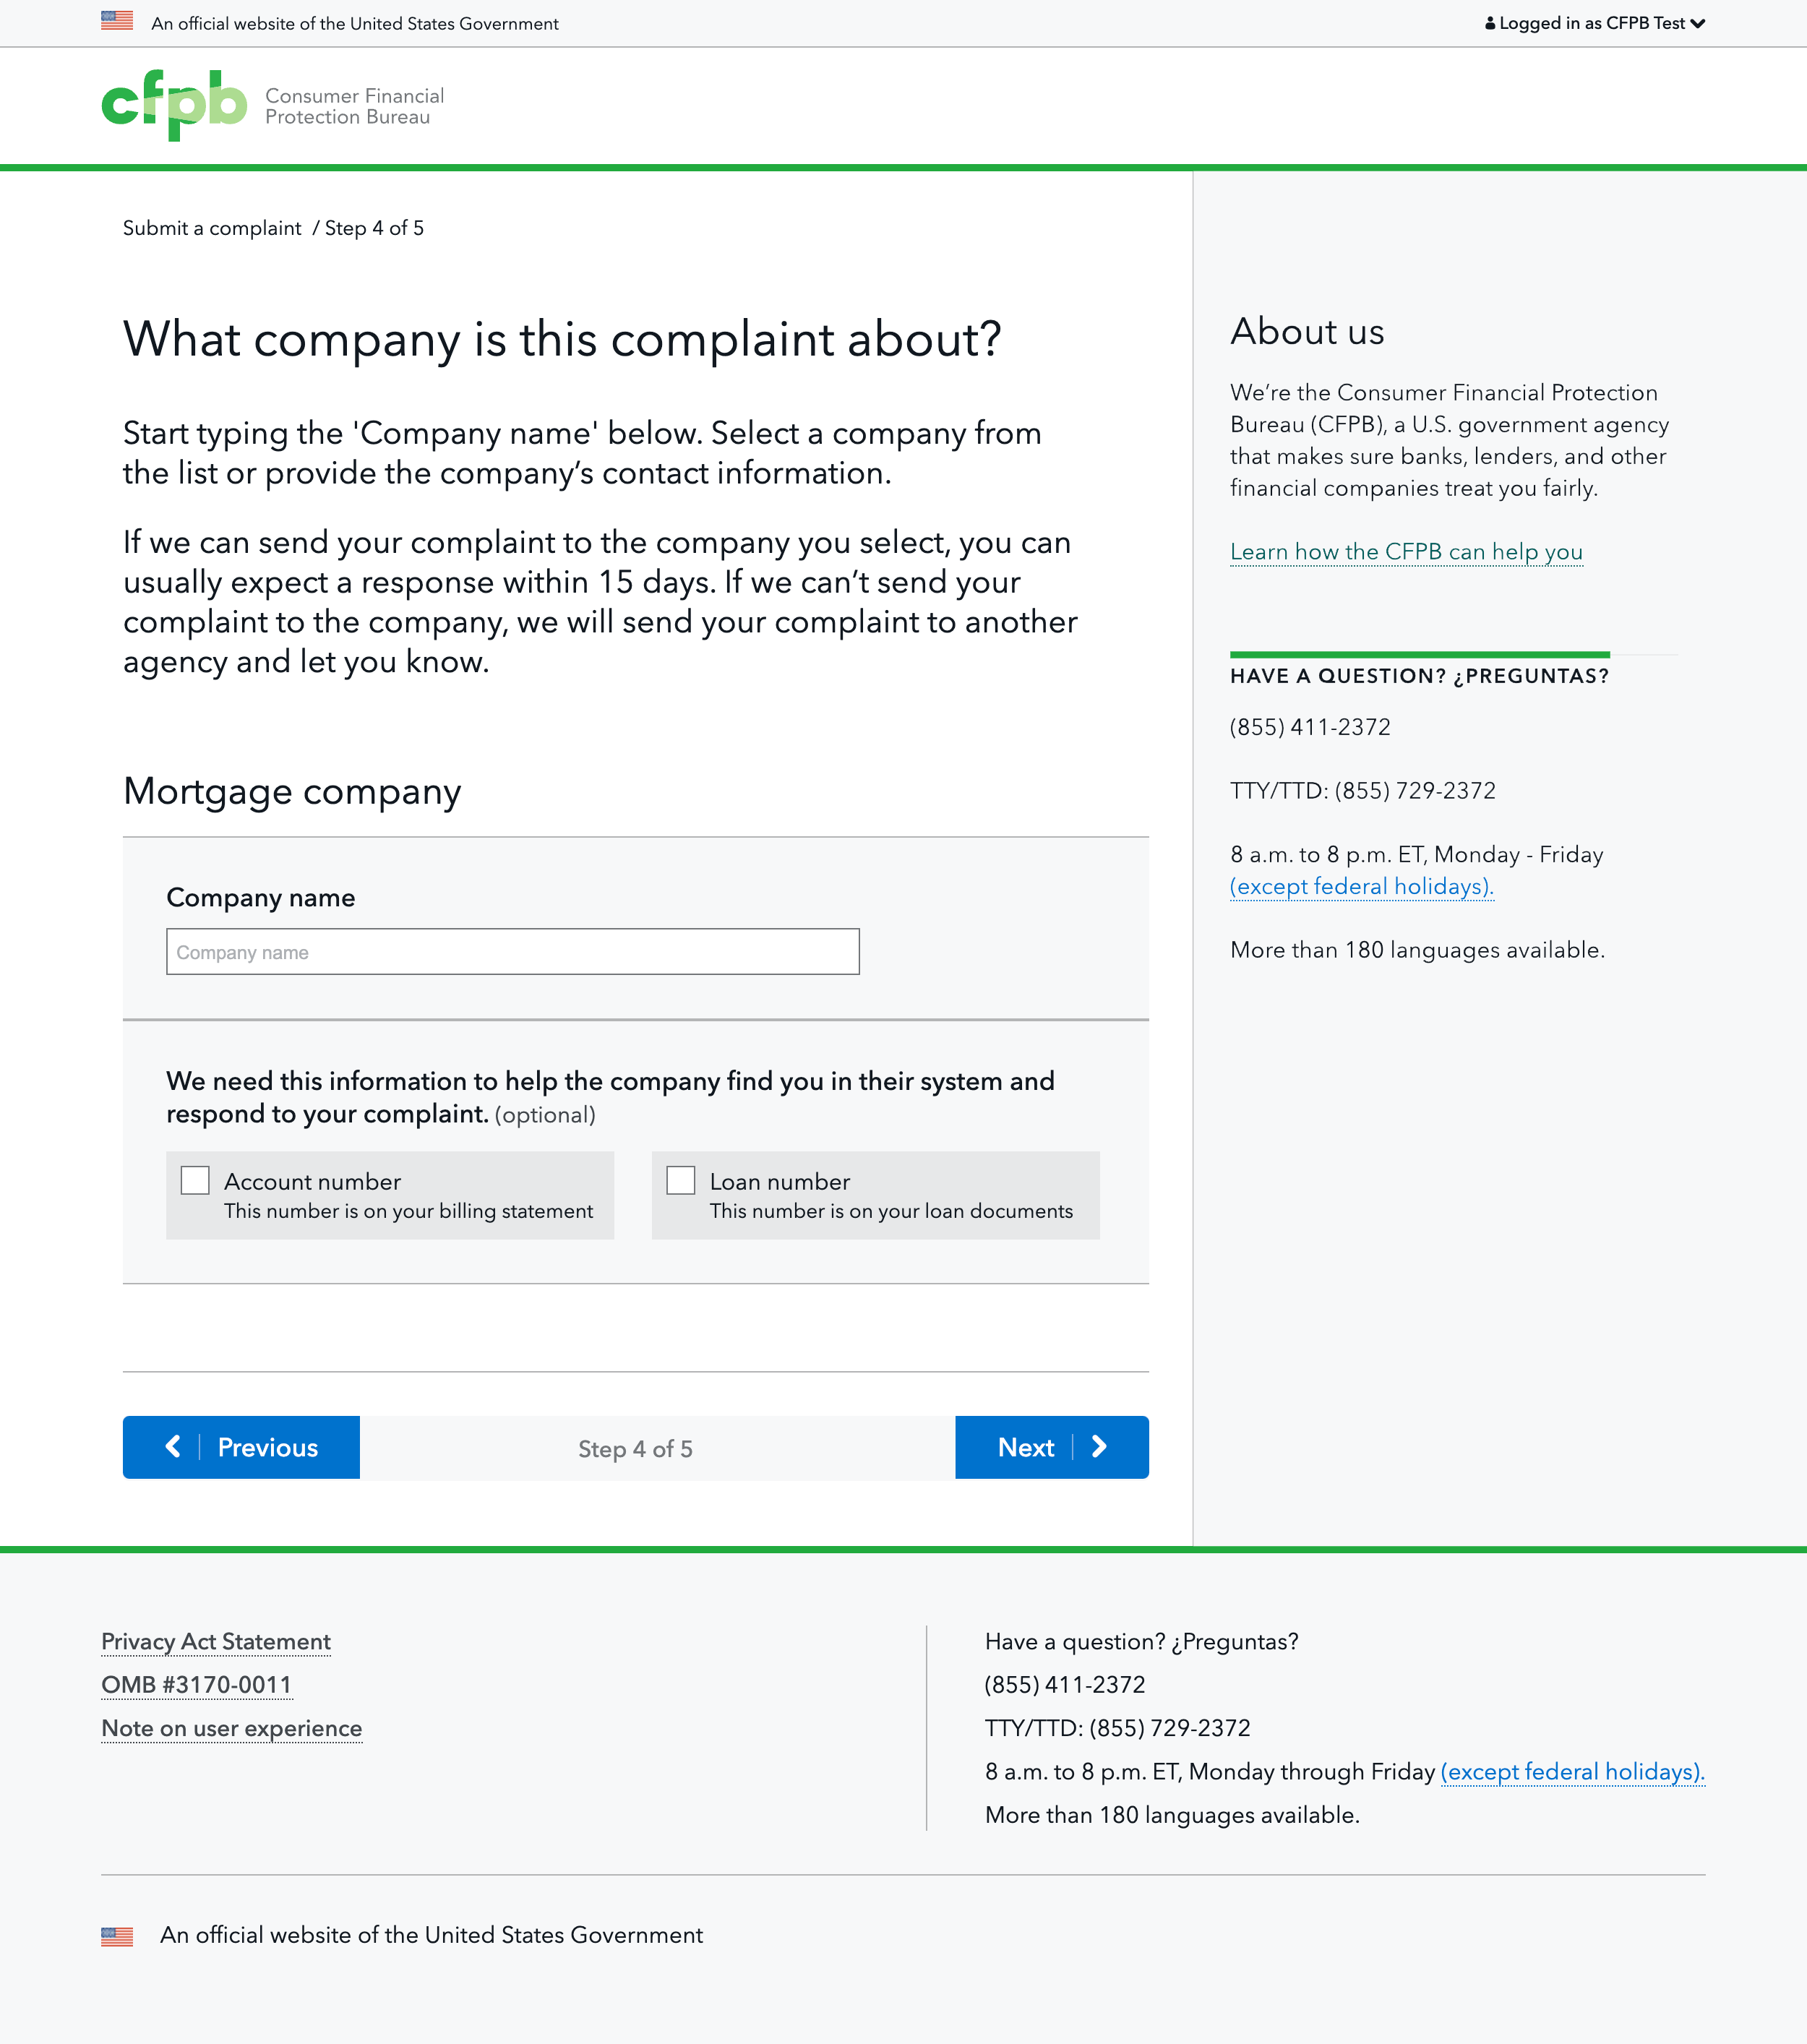 An official website of the United States Government
Logged in as CFPB Test
cfpb
Consumer Financial
Protection Bureau
Submit a complaint / Step 4 of 5
What company is this complaint about?
Start typing the 'Company name' below. Select a company from
the list or provide the company’s contact information.
If we can send your complaint to the company you select, you can
usually expect a response within 15 days. If we can’t send your
complaint to the company, we will send your complaint to another
agency and let you know.
Mortgage company
Company name
Company name
We need this information to help the company find you in their system and
respond to your complaint. (optional)
Account number
This number is on your billing statement
Loan number
This number is on your loan documents
Previous
Step 4 of 5
Next
About us
We’re the Consumer Financial Protection
Bureau (CFPB), a U.S. government agency
that makes sure banks, lenders, and other
financial companies treat you fairly.
Learn how the CFPB can help you
HAVE A QUESTION? ¿PREGUNTAS?
(855) 411-2372
TTY/TTD: (855) 729-2372
8 a.m. to 8 p.m. ET, Monday - Friday
(except federal holidays).
More than 180 languages available.
Privacy Act Statement
OMB #3170-0011
Note on user experience
Have a question? ¿Preguntas?
(855) 411-2372
TTY/TTD: (855) 729-2372
8 a.m. to 8 p.m. ET, Monday through Friday (except federal holidays).
More than 180 languages available.
An official website of the United States Government